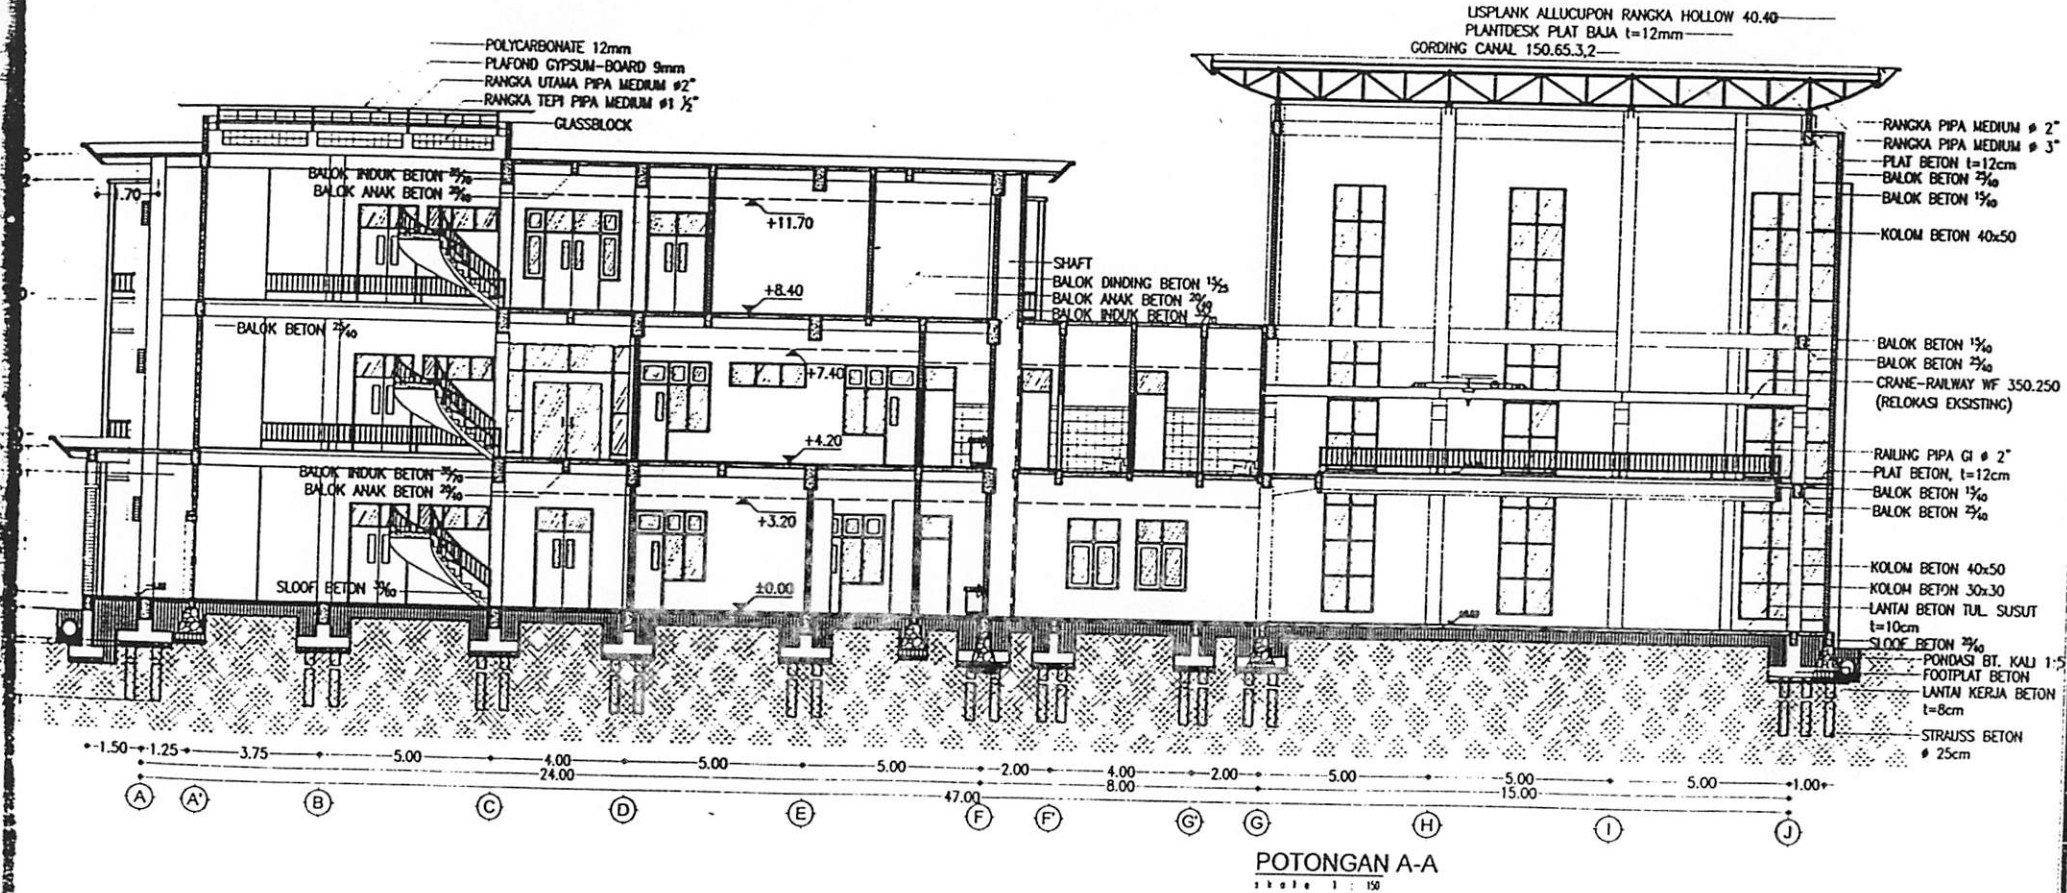 LISPLANK ALLUCUPON RANGKA HOLLOW 40.40
PLANTDESK PLAT BAJA t=12mm
GORDING CANAL 150.65.3,2
POLYCARBONATE 12mm
PLAFOND GYPSUM-BOARD 9mm
RANGKA UTAMA PIPA MEDIUM ø2"
RANGKA TEPI PIPA MEDIUM ø1 ½"
GLASSBLOCK
RANGKA PIPA MEDIUM ø 2"
RANGKA PIPA MEDIUM ø 3"
PLAT BETON t=12cm
BALOK BETON 25/40
BALOK BETON 15/40
KOLOM BETON 40x50
BALOK INDUK BETON 35/70
BALOK ANAK BETON 20/40
1.70
+11.70
SHAFT
BALOK DINDING BETON 15/25
BALOK ANAK BETON 20/40
BALOK INDUK BETON
+8.40
BALOK BETON 25/40
+7.40
BALOK BETON 15/40
BALOK BETON 25/40
CRANE-RAILWAY WF 350.250
(RELOKASI EKSISTING)
+4.20
BALOK INDUK BETON 35/70
BALOK ANAK BETON 20/40
RAILING PIPA GI ø 2"
PLAT BETON, t=12cm
BALOK BETON 15/40
BALOK BETON 25/40
+3.20
KOLOM BETON 40x50
KOLOM BETON 30x30
LANTAI BETON TUL. SUSUT
t=10cm
SLOOF BETON
±0.00
SLOOF BETON 20/40
PONDASI BT. KALI 1:5
FOOTPLAT BETON
LANTAI KERJA BETON
t=8cm
STRAUSS BETON
ø 25cm
1.50 1.25 3.75 5.00 4.00 5.00 5.00 2.00 4.00 2.00 5.00 5.00 5.00 1.00
24.00 8.00 15.00
47.00
A A' B C D E F F' G' G H I J
POTONGAN A-A
skala 1 : 150